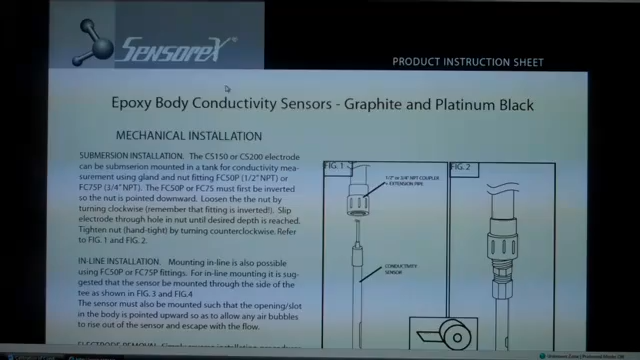 SENSOREX®
PRODUCT INSTRUCTION SHEET
Epoxy Body Conductivity Sensors - Graphite and Platinum Black
MECHANICAL INSTALLATION
SUBMERSION INSTALLATION. The CS150 or CS200 electrode
can be submserion mounted in a tank for conductivity mea-
surement using gland and nut fitting FC50P (1/2" NPT) or
FC75P (3/4" NPT). The FC50P or FC75 must first be inverted
so the nut is pointed downward. Loosen the the nut by
turning clockwise (remember that fitting is inverted!). Slip
electrode through hole in nut until desired depth is reached.
Tighten nut (hand-tight) by turning counterclockwise. Refer
to FIG. 1 and FIG. 2.
IN-LINE INSTALLATION. Mounting in-line is also possible
using FC50P or FC75P fittings. For in-line mounting it is sug-
gested that the sensor be mounted through the side of the
tee as shown in FIG. 3 and FIG.4
The sensor must also be mounted such that the opening/slot
in the body is pointed upward so as to allow any air bubbles
to rise out of the sensor and escape with the flow.
FIG. 1
1/2" or 3/4" NPT COUPLER
+ EXTENSION PIPE
CONDUCTIVITY
SENSOR
FIG. 2